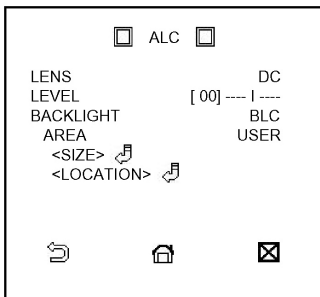 ALC
LENS DC
LEVEL [ 00] ---- I ----
BACKLIGHT BLC
AREA USER
<SIZE>
<LOCATION>